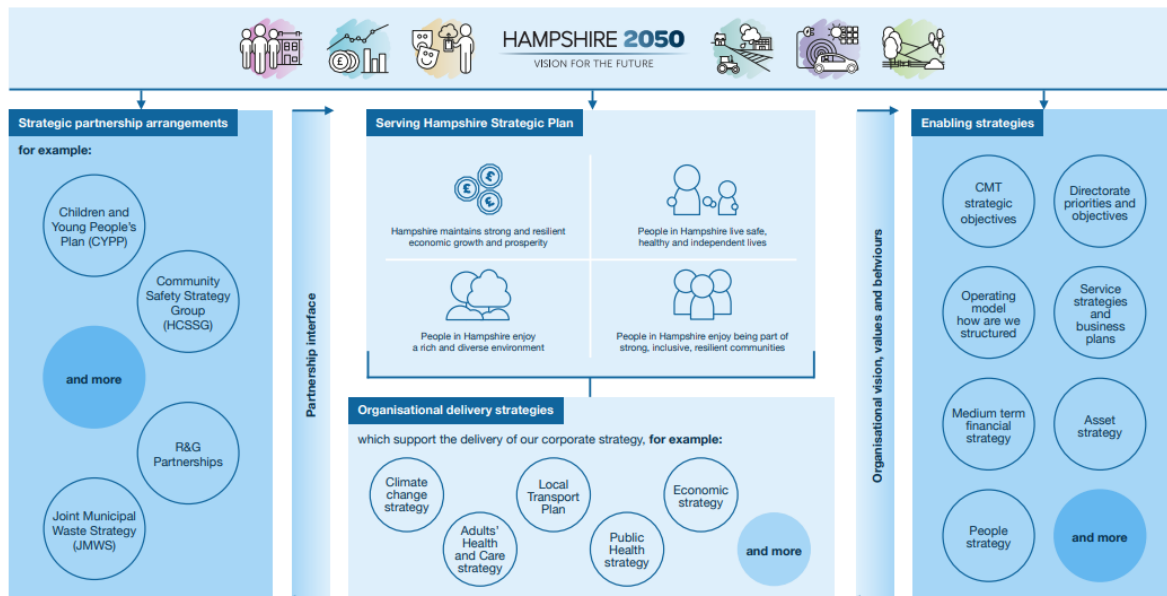 HAMPSHIRE 2050
VISION FOR THE FUTURE
Strategic partnership arrangements
for example:
Children and
Young People's
Plan (CYPP)
Community
Safety Strategy
Group
(HCSSG)
and more
R&G
Partnerships
Joint Municipal
Waste Strategy
(JMWS)
Partnership interface
Serving Hampshire Strategic Plan
Hampshire maintains strong and resilient
economic growth and prosperity
People in Hampshire live safe,
healthy and independent lives
People in Hampshire enjoy
a rich and diverse environment
People in Hampshire enjoy being part of
strong, inclusive, resilient communities
Organisational delivery strategies
which support the delivery of our corporate strategy, for example:
Climate
change
strategy
Adults'
Health
and Care
strategy
Local
Transport
Plan
Public
Health
strategy
Economic
strategy
and more
Organisational vision, values and behviours
Enabling strategies
CMT
strategic
objectives
Directorate
priorities and
objectives
Operating
model
how are we
structured
Service
strategies
and
business
plans
Medium term
financial
strategy
Asset
strategy
People
strategy
and more